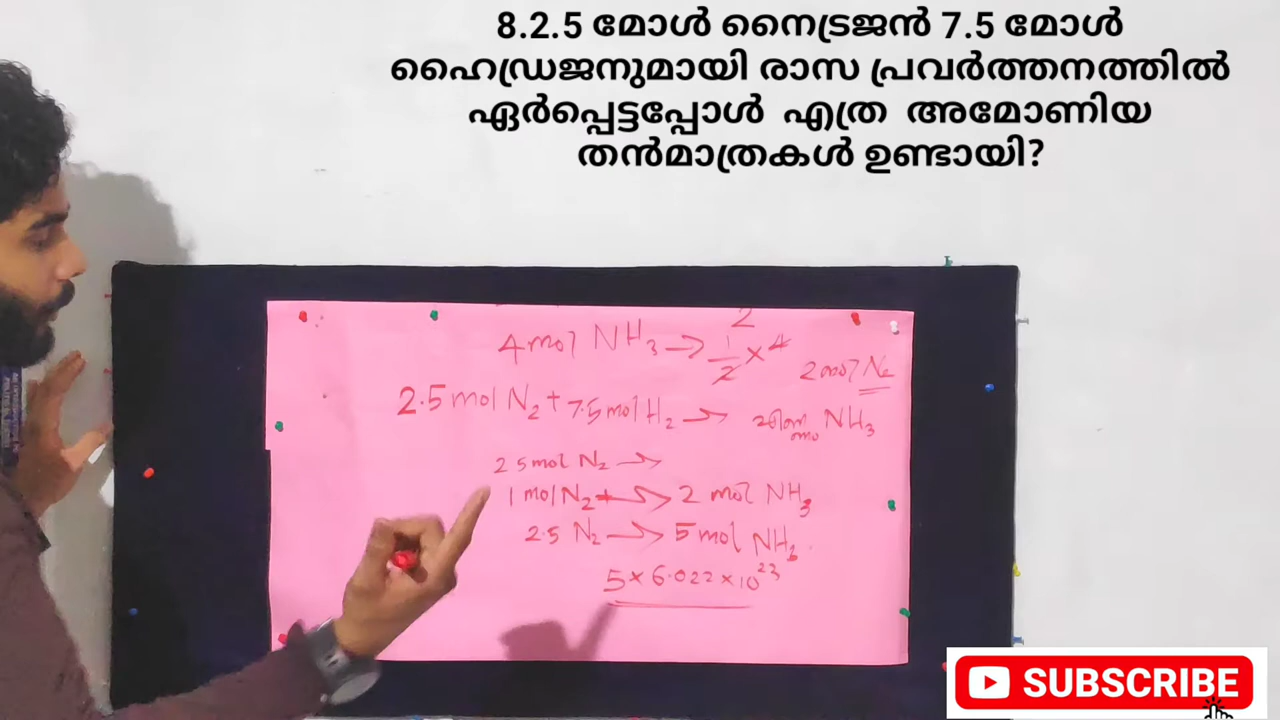 8.2.5 മോൾ നൈട്രജൻ 7.5 മോൾ
ഹൈഡ്രജനുമായി രാസ പ്രവർത്തനത്തിൽ
ഏർപ്പെട്ടപ്പോൾ എത്ര അമോണിയ
തൻമാത്രകൾ ഉണ്ടായി?
4 mol NH3 → 1/2 × 4 2
2 mol N2
2.5 mol N2 + 7.5 mol H2 → NH3
2 5 mol N2 →
1 mol N2 → 2 mol NH3
2.5 N2 → 5 mol NH3
5 × 6.022 × 10²³
SUBSCRIBE